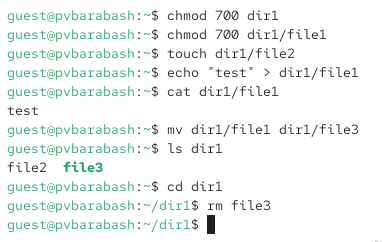 guest@pvbarabash:~$ chmod 700 dir1
guest@pvbarabash:~$ chmod 700 dir1/file1
guest@pvbarabash:~$ touch dir1/file2
guest@pvbarabash:~$ echo "test" > dir1/file1
guest@pvbarabash:~$ cat dir1/file1
test
guest@pvbarabash:~$ mv dir1/file1 dir1/file3
guest@pvbarabash:~$ ls dir1
file2  file3
guest@pvbarabash:~$ cd dir1
guest@pvbarabash:~/dir1$ rm file3
guest@pvbarabash:~/dir1$